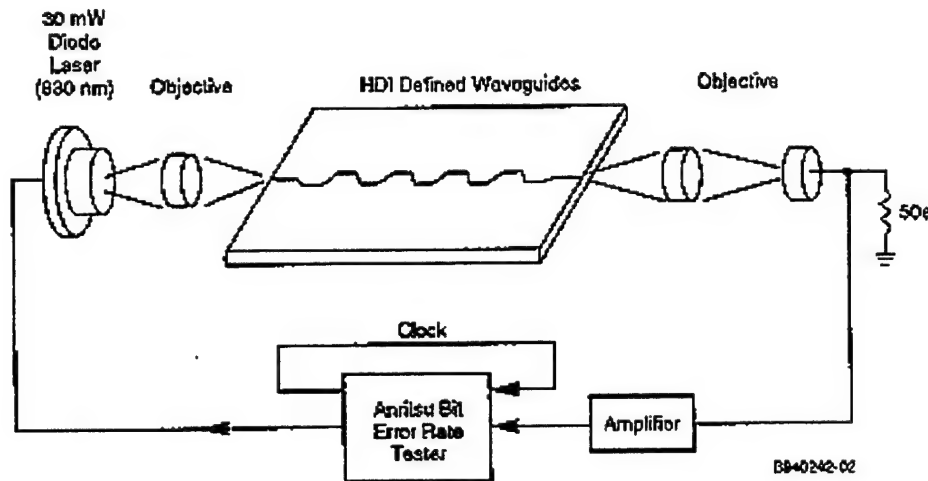 30 mW
Diode
Laser
(830 nm)
Objective
HDI Defined Waveguides
Objective
Clock
Anritsu Bit
Error Rate
Tester
Amplifier
B940242-02